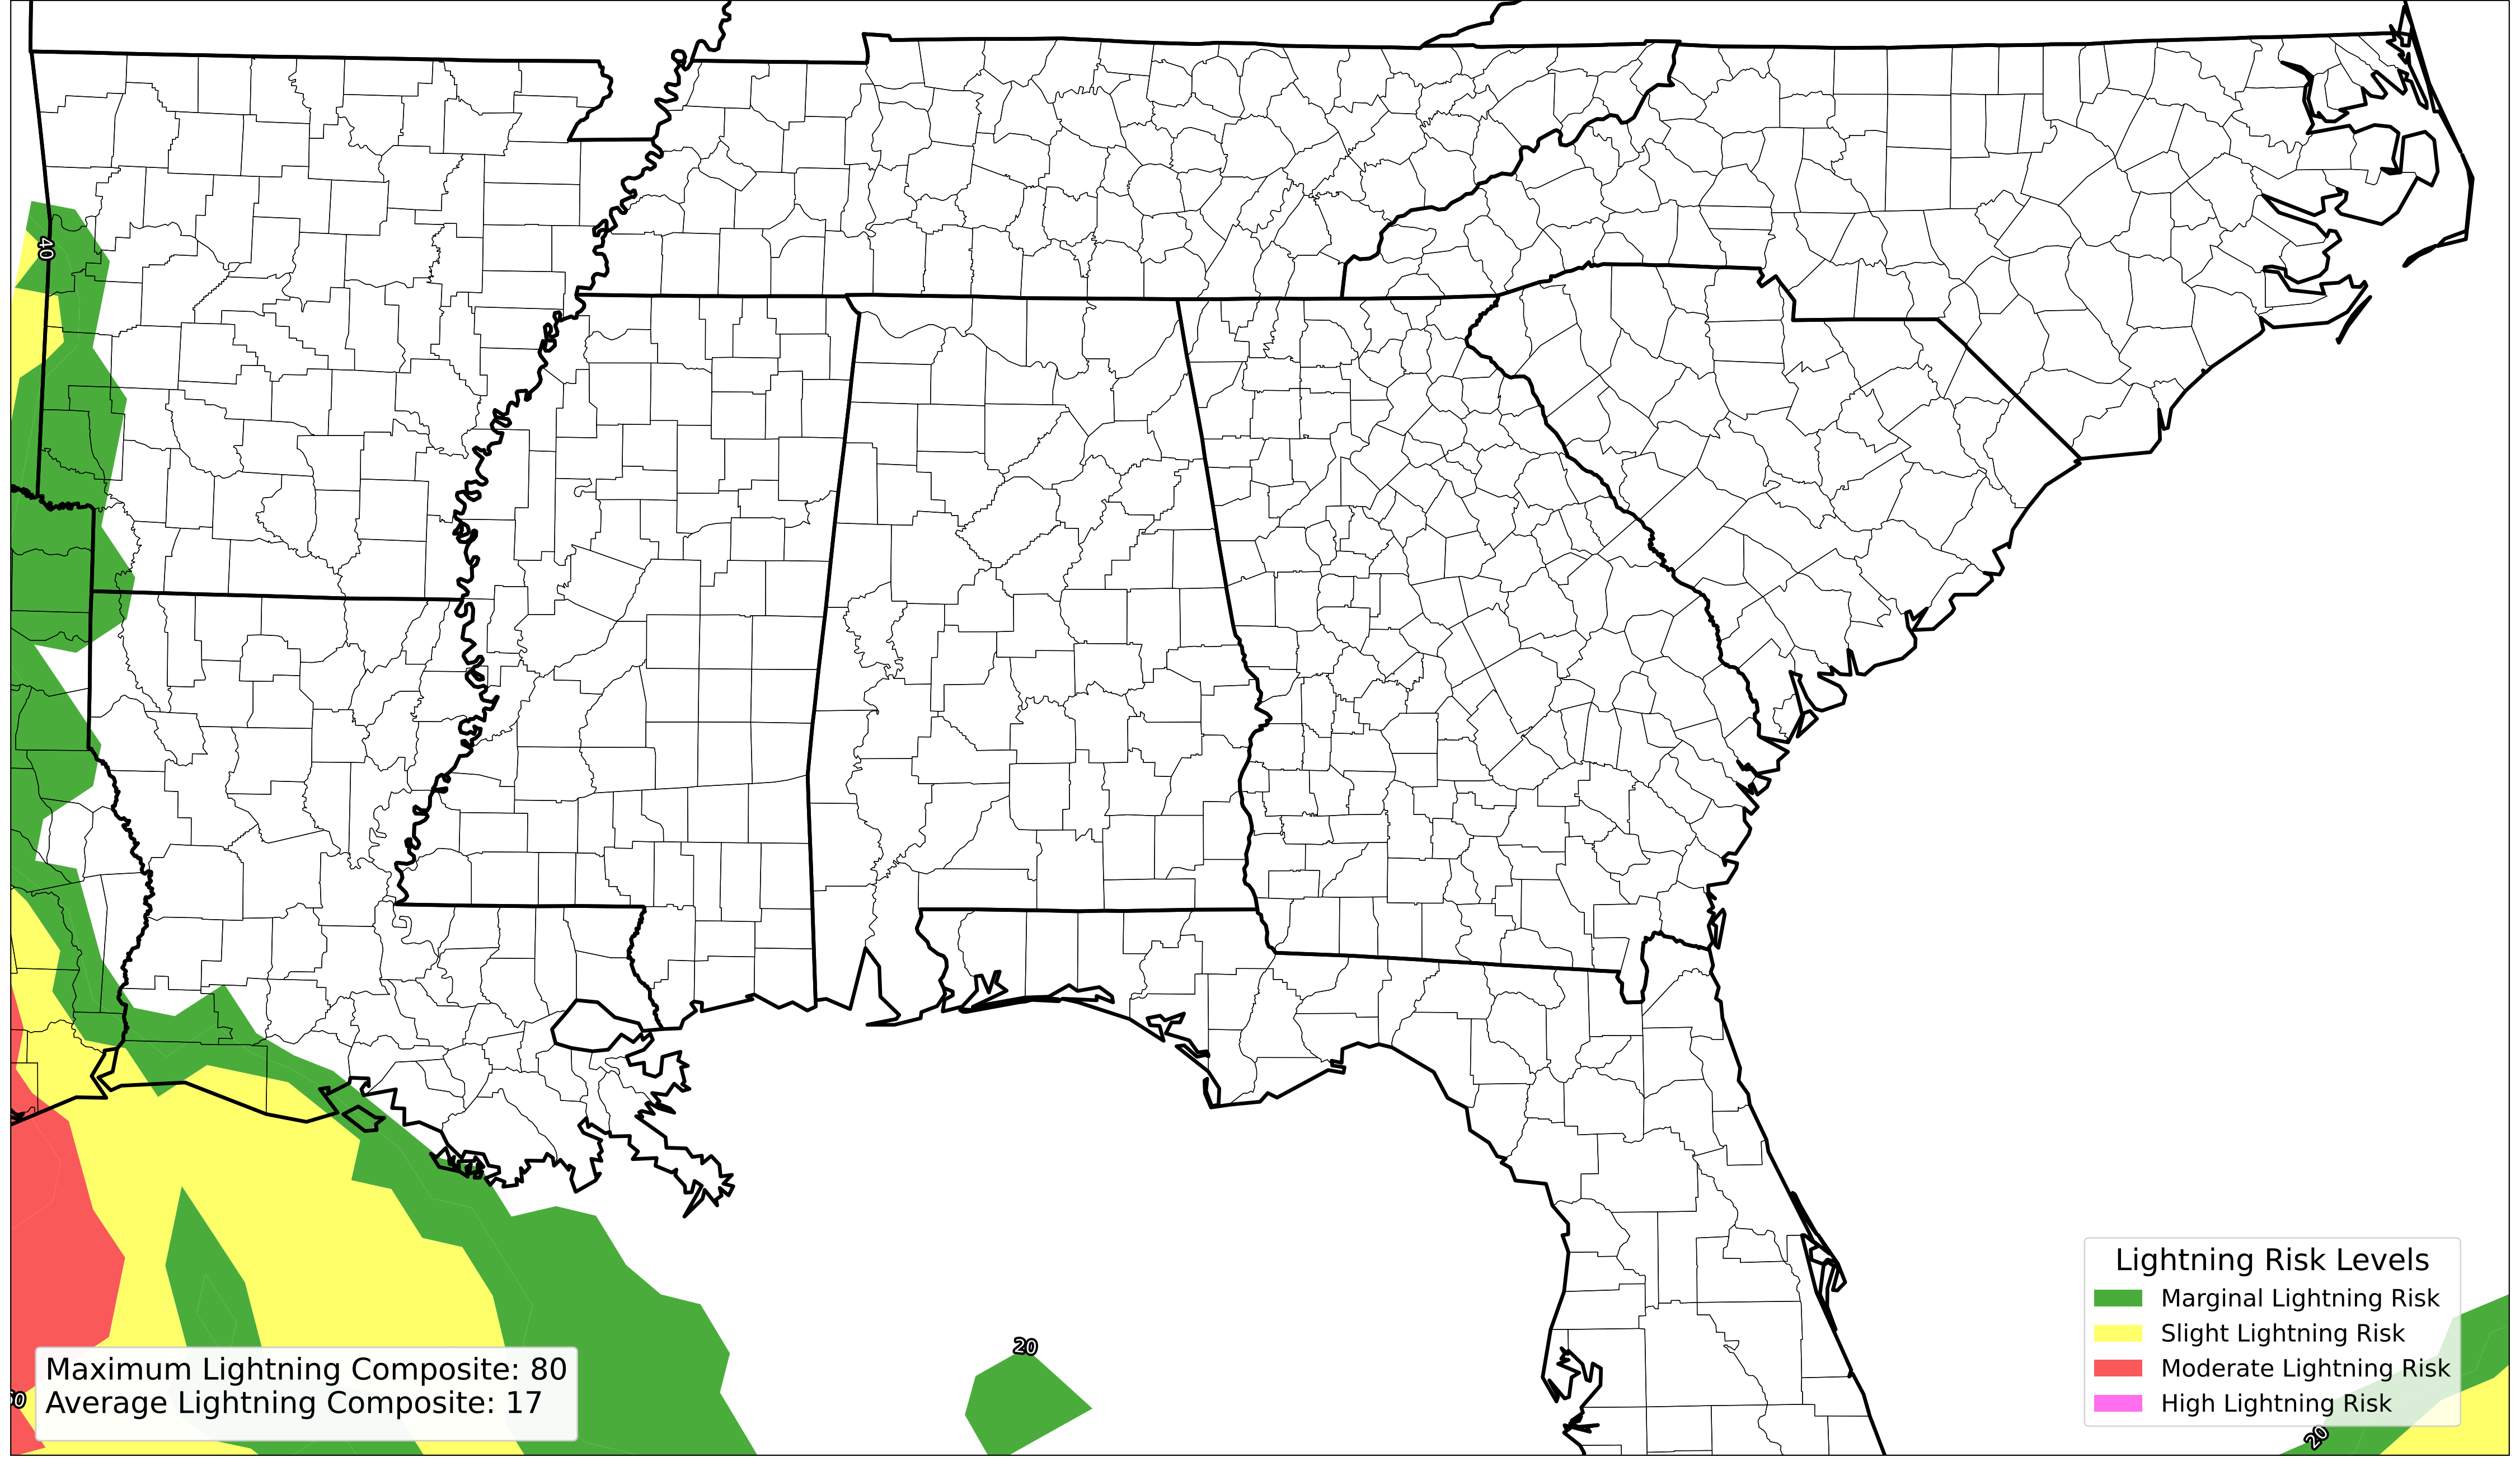 40
20
Lightning Risk Levels
Marginal Lightning Risk
Slight Lightning Risk
Moderate Lightning Risk
High Lightning Risk
Maximum Lightning Composite: 80
Average Lightning Composite: 17
20